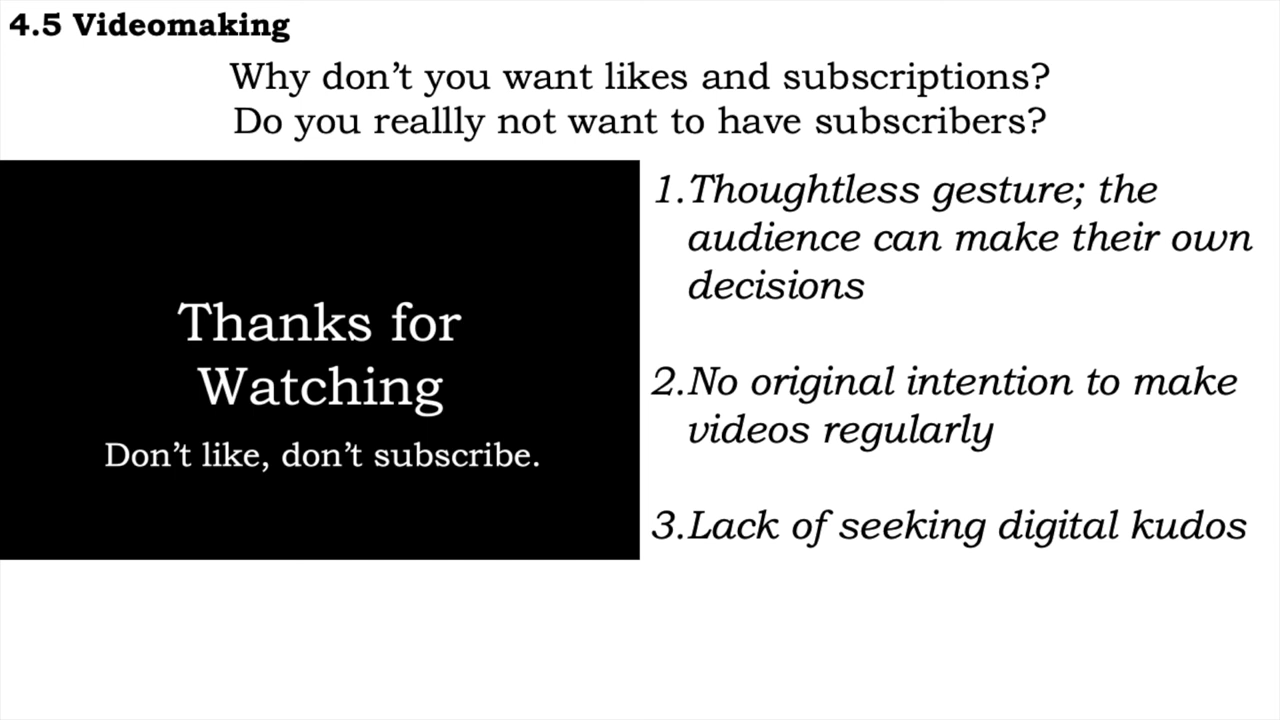 4.5 Videomaking
Why don’t you want likes and subscriptions?
Do you reallly not want to have subscribers?
Thanks for
Watching
Don’t like, don’t subscribe.
1.Thoughtless gesture; the
audience can make their own
decisions
2.No original intention to make
videos regularly
3.Lack of seeking digital kudos